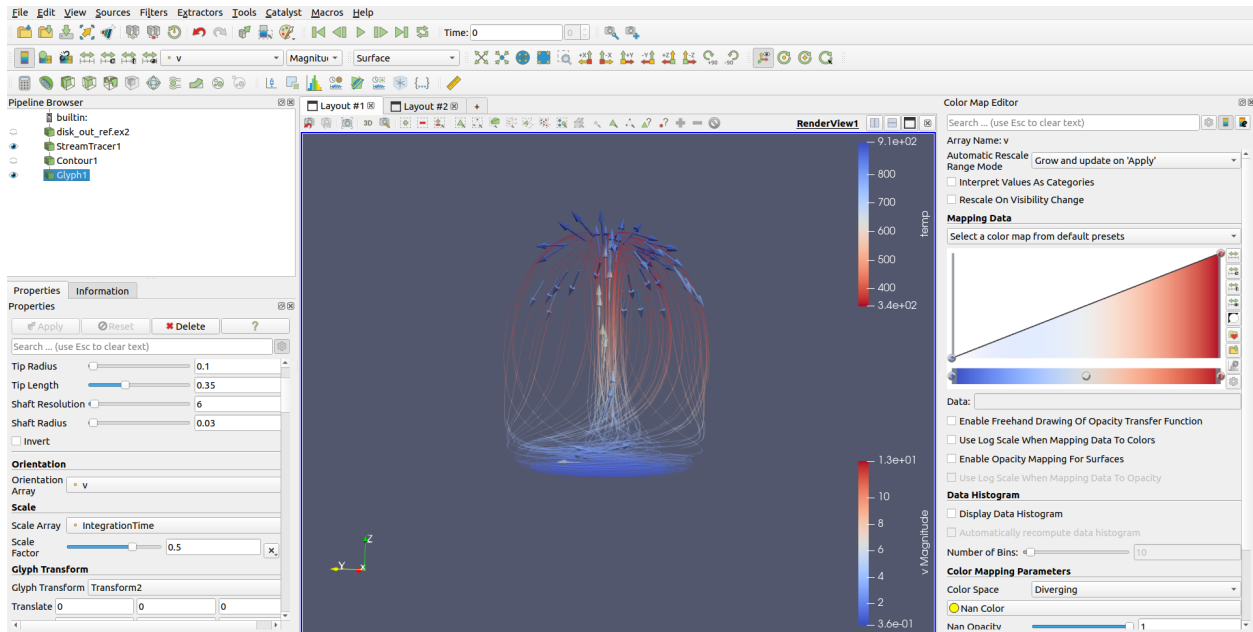 File Edit View Sources Filters Extractors Tools Catalyst Macros Help
Time: 0 0
v Magnitu Surface
+X -X +Y -Y +Z -Z +90 -90
3D
Pipeline Browser
builtin:
disk_out_ref.ex2
StreamTracer1
Contour1
Glyph1
Properties Information
Properties
Apply Reset Delete ?
Search ... (use Esc to clear text)
Tip Radius 0.1
Tip Length 0.35
Shaft Resolution 6
Shaft Radius 0.03
Invert
Orientation
Orientation Array v
Scale
Scale Array IntegrationTime
Scale Factor 0.5
Glyph Transform
Glyph Transform Transform2
Translate 0 0 0
Layout #1 Layout #2 +
RenderView1
9.1e+02
800
700
600
500
400
3.4e+02
temp
1.3e+01
10
8
6
4
2
3.6e-01
v Magnitude
Z
Y X
Color Map Editor
Search ... (use Esc to clear text)
Array Name: v
Automatic Rescale Range Mode Grow and update on 'Apply'
Interpret Values As Categories
Rescale On Visibility Change
Mapping Data
Select a color map from default presets
Data:
Enable Freehand Drawing Of Opacity Transfer Function
Use Log Scale When Mapping Data To Colors
Enable Opacity Mapping For Surfaces
Use Log Scale When Mapping Data To Opacity
Data Histogram
Display Data Histogram
Automatically recompute data histogram
Number of Bins: 10
Color Mapping Parameters
Color Space Diverging
Nan Color
Nan Opacity 1